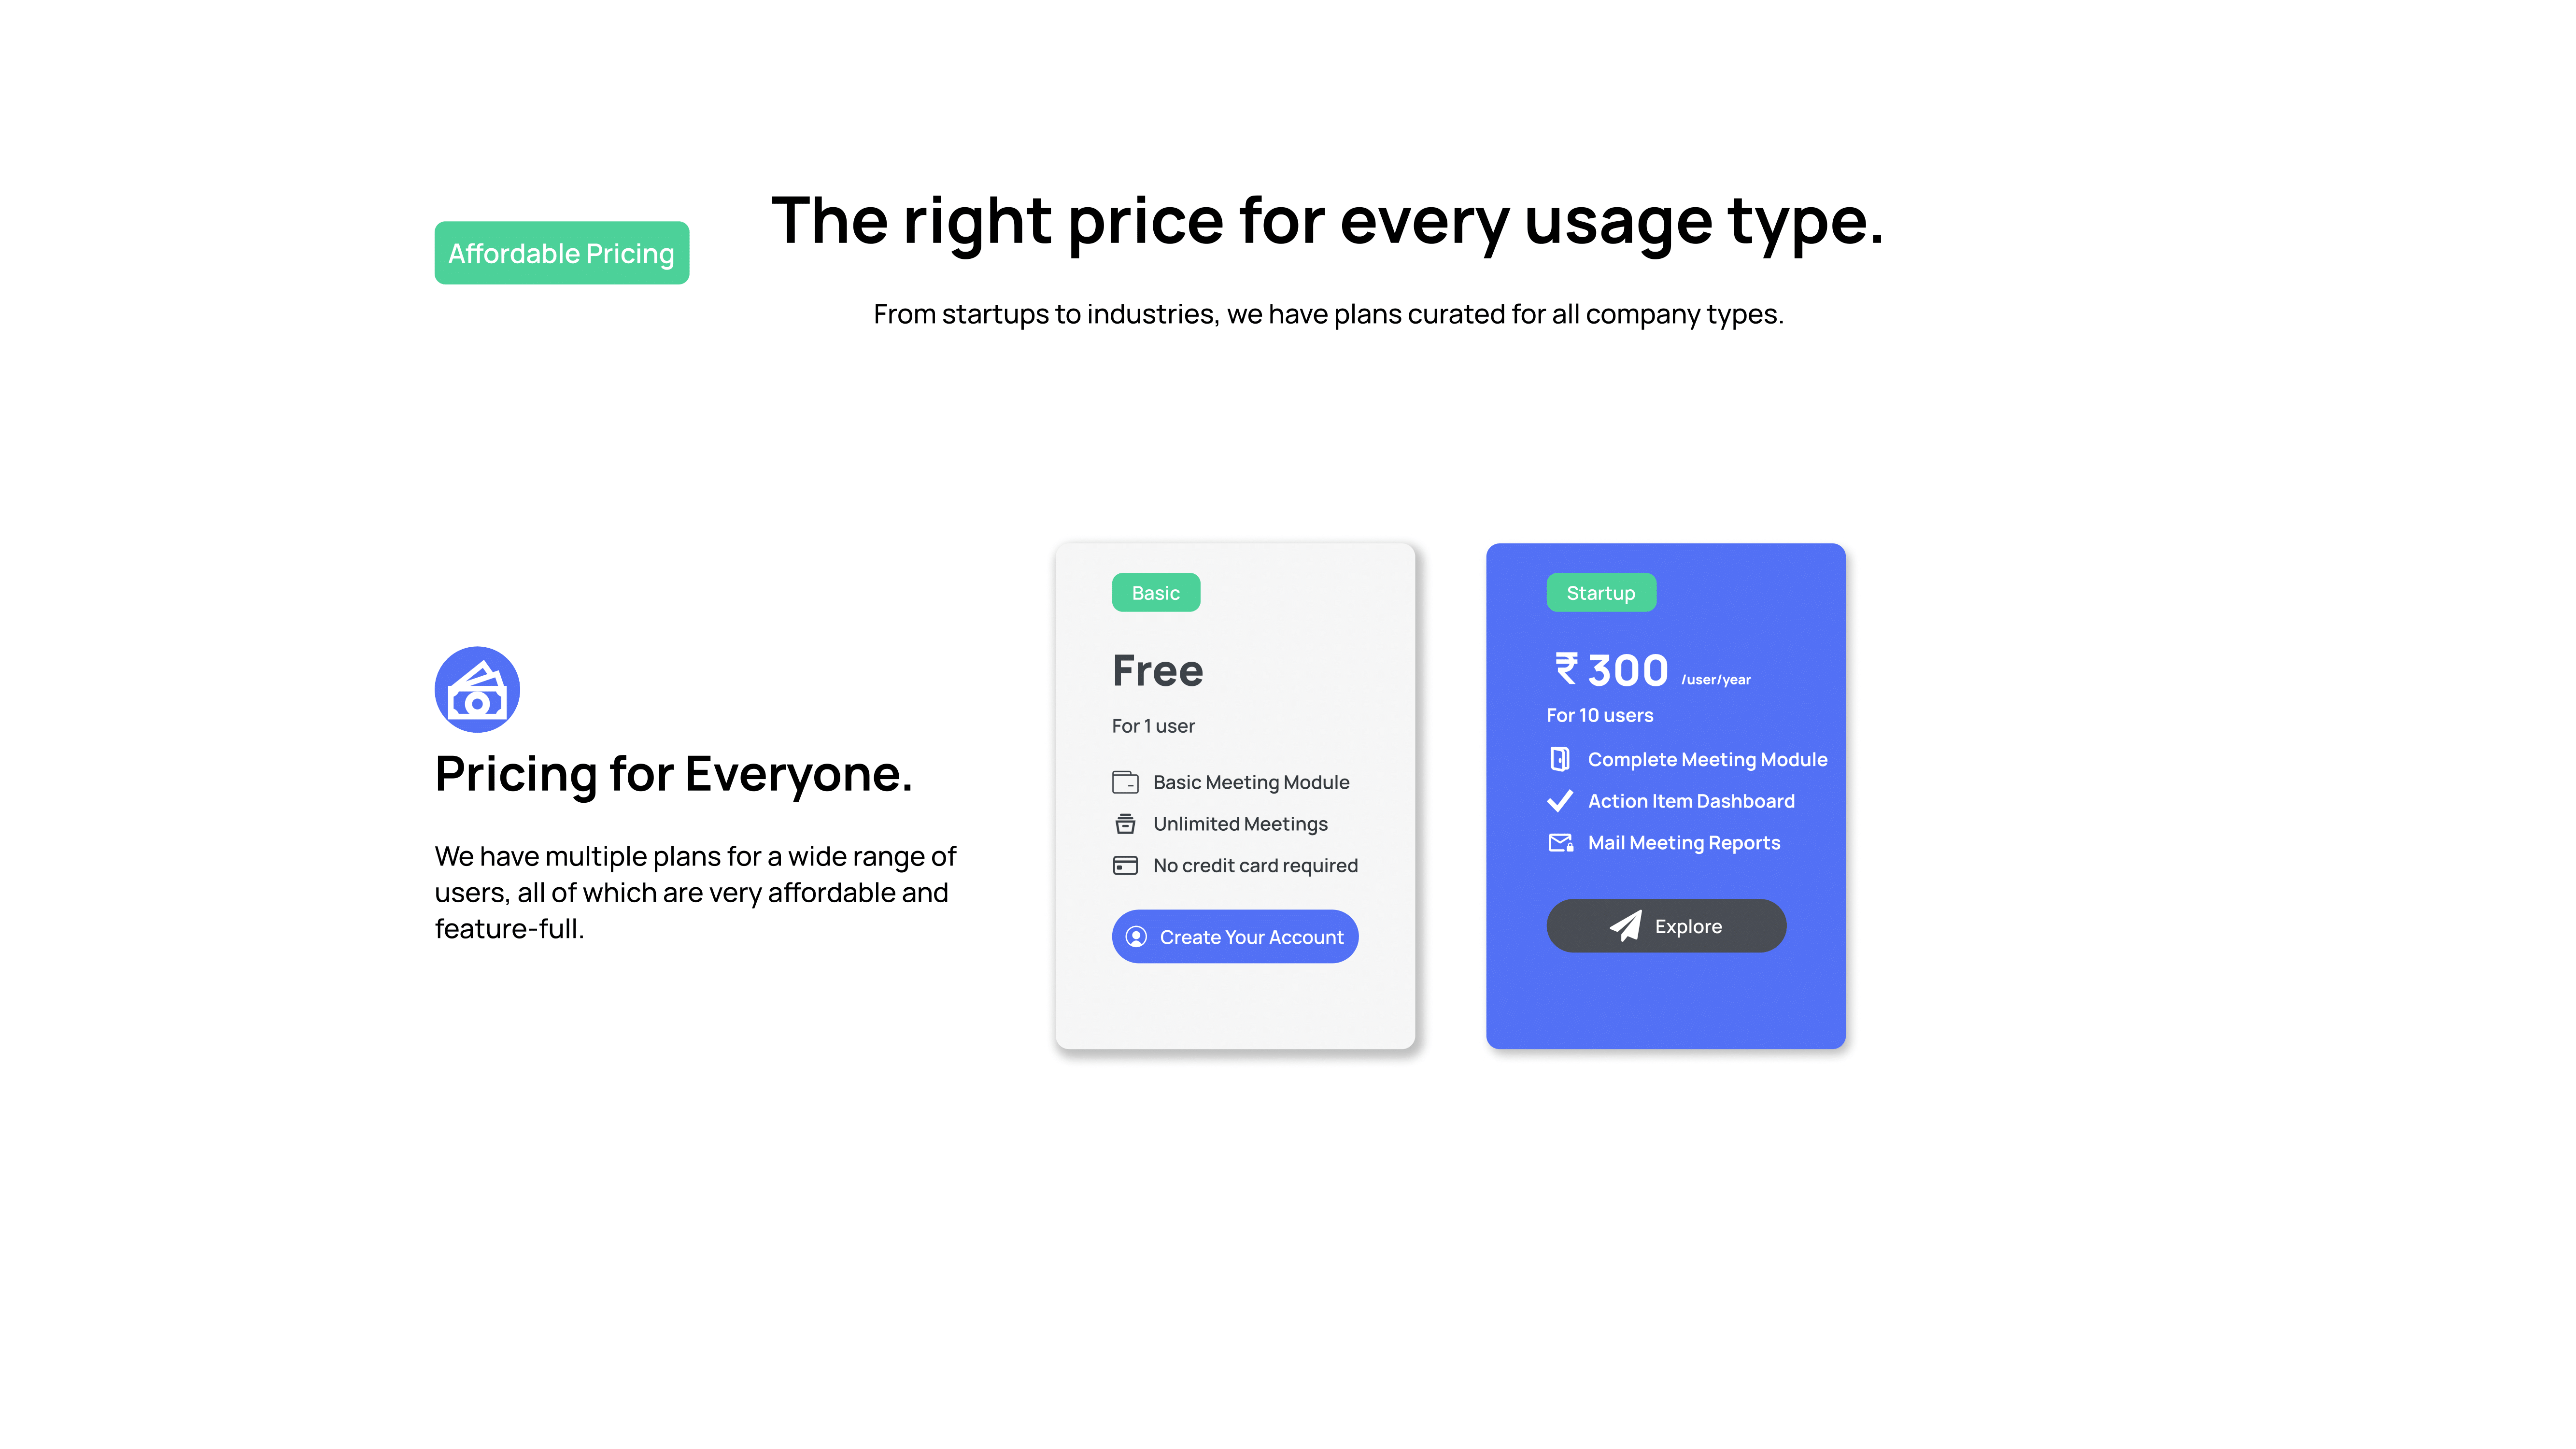 Affordable Pricing
The right price for every usage type.
From startups to industries, we have plans curated for all company types.
Pricing for Everyone.
We have multiple plans for a wide range of
users, all of which are very affordable and
feature-full.
Basic
Free
For 1 user
Basic Meeting Module
Unlimited Meetings
No credit card required
Create Your Account
Startup
₹ 300 /user/year
For 10 users
Complete Meeting Module
Action Item Dashboard
Mail Meeting Reports
Explore